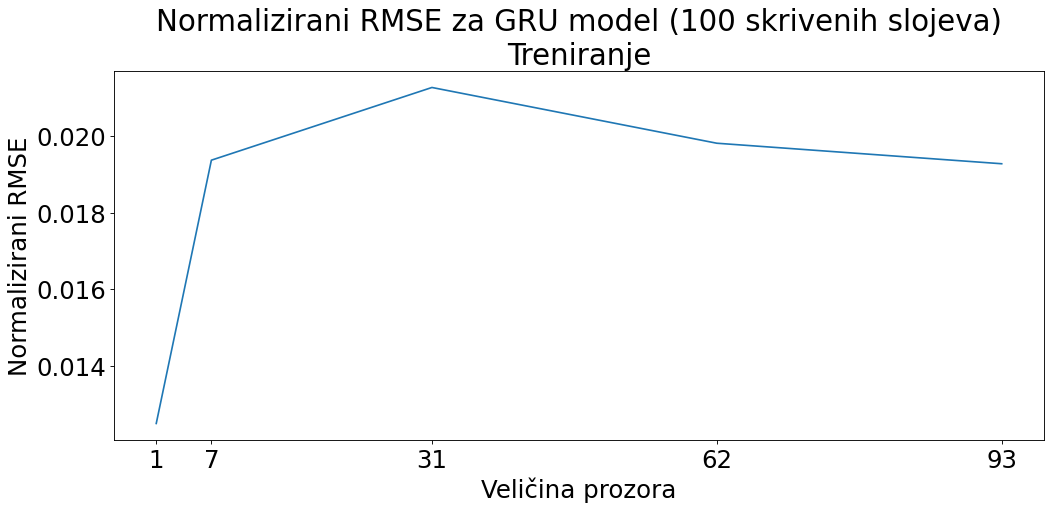 Normalizirani RMSE za GRU model (100 skrivenih slojeva)
Treniranje
Normalizirani RMSE
0.020
0.018
0.016
0.014
1 7 31 62 93
Veličina prozora